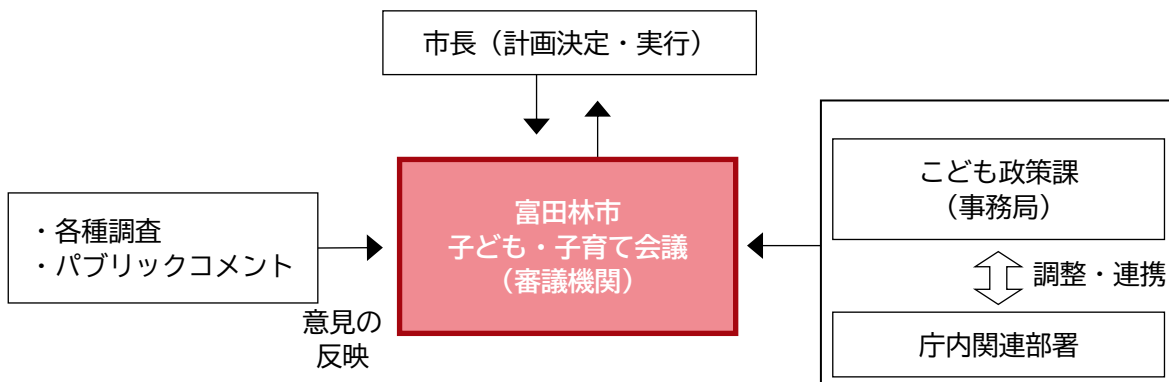 市長（計画決定・実行）
富田林市
子ども・子育て会議
（審議機関）
・各種調査
・パブリックコメント
意見の
反映
こども政策課
（事務局）
調整・連携
庁内関連部署